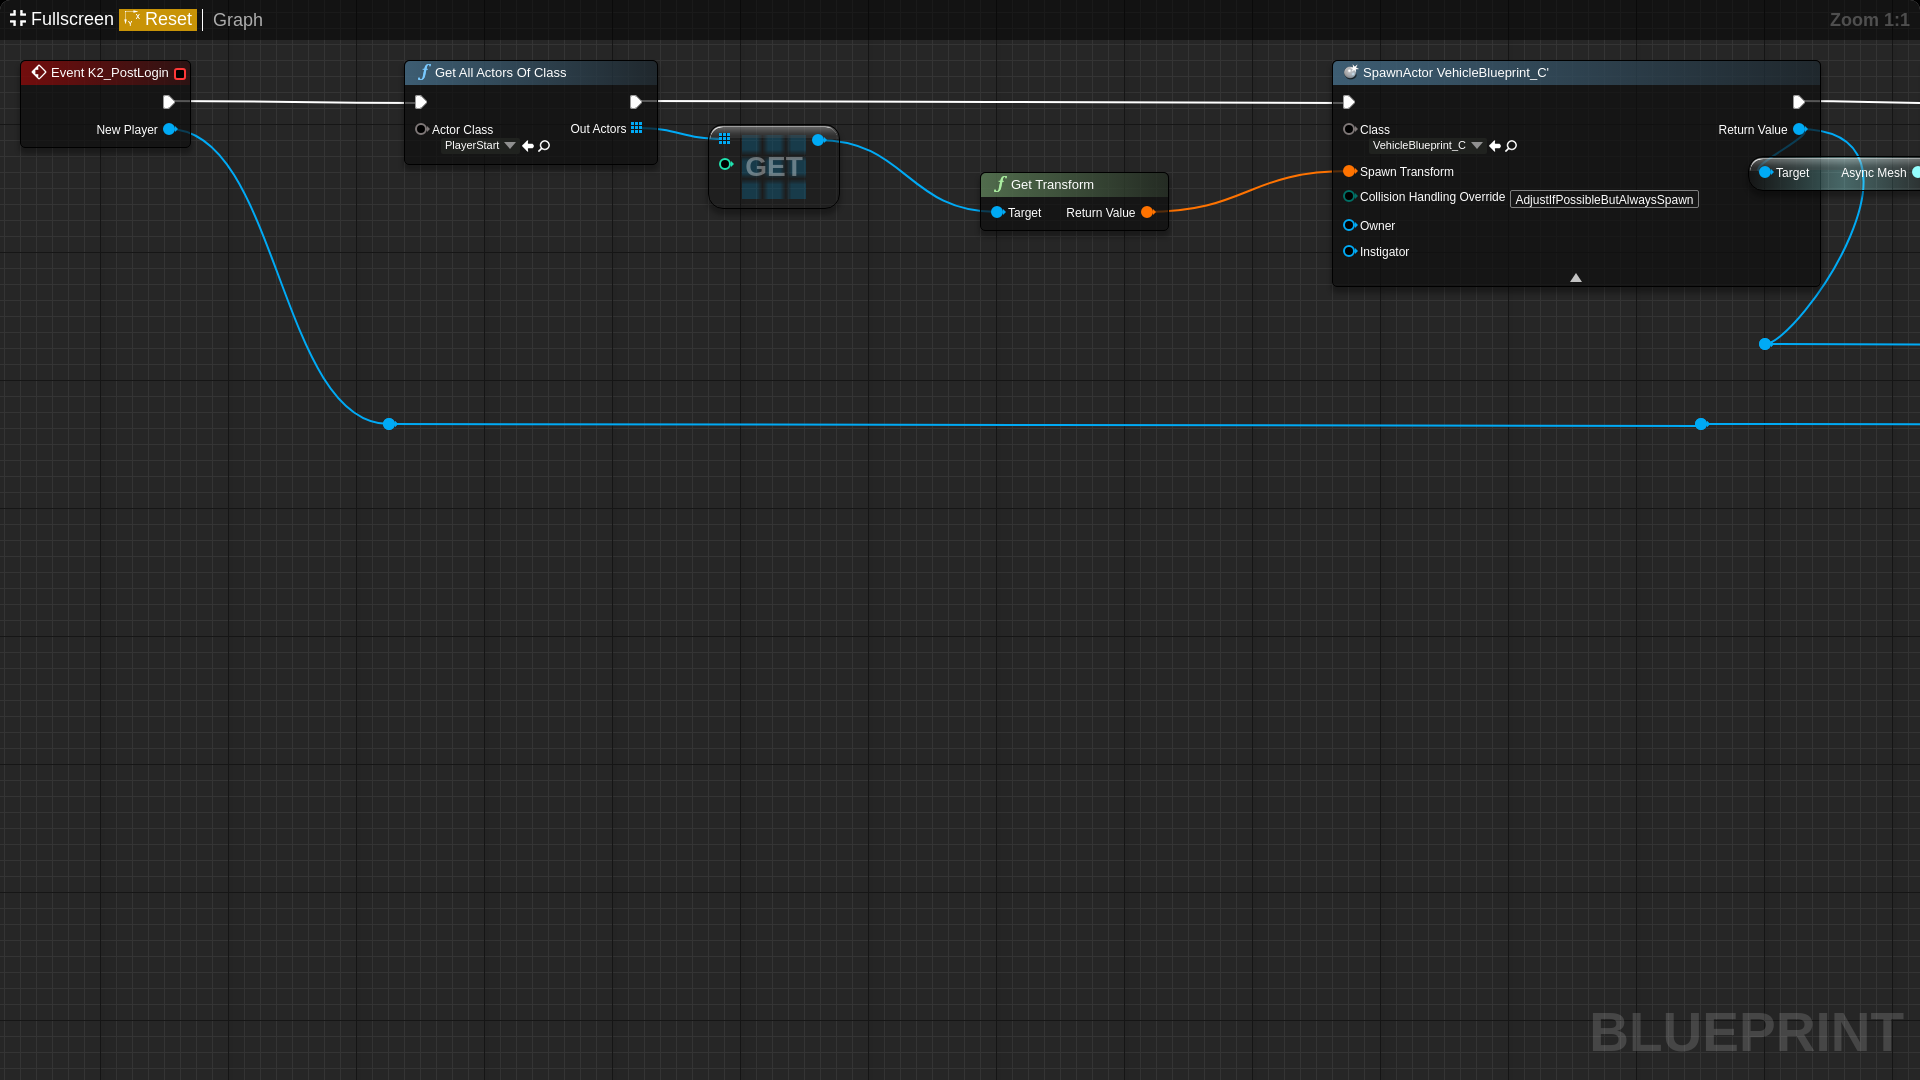 Fullscreen Reset Graph Zoom 1:1
Event K2_PostLogin
New Player
Get All Actors Of Class
Actor Class Out Actors
PlayerStart
GET
Get Transform
Target Return Value
SpawnActor VehicleBlueprint_C'
Class Return Value
VehicleBlueprint_C
Spawn Transform
Collision Handling Override AdjustIfPossibleButAlwaysSpawn
Owner
Instigator
Target Async Mesh
BLUEPRINT